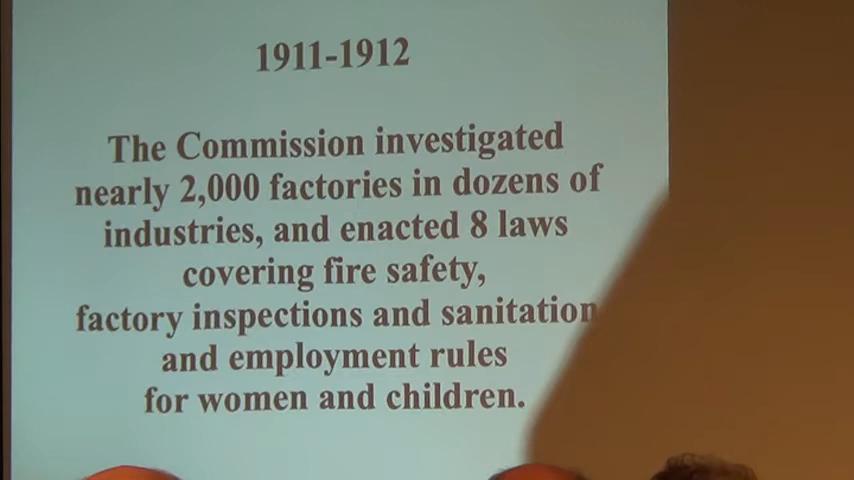 1911-1912
The Commission investigated
nearly 2,000 factories in dozens of
industries, and enacted 8 laws
covering fire safety,
factory inspections and sanitation
and employment rules
for women and children.